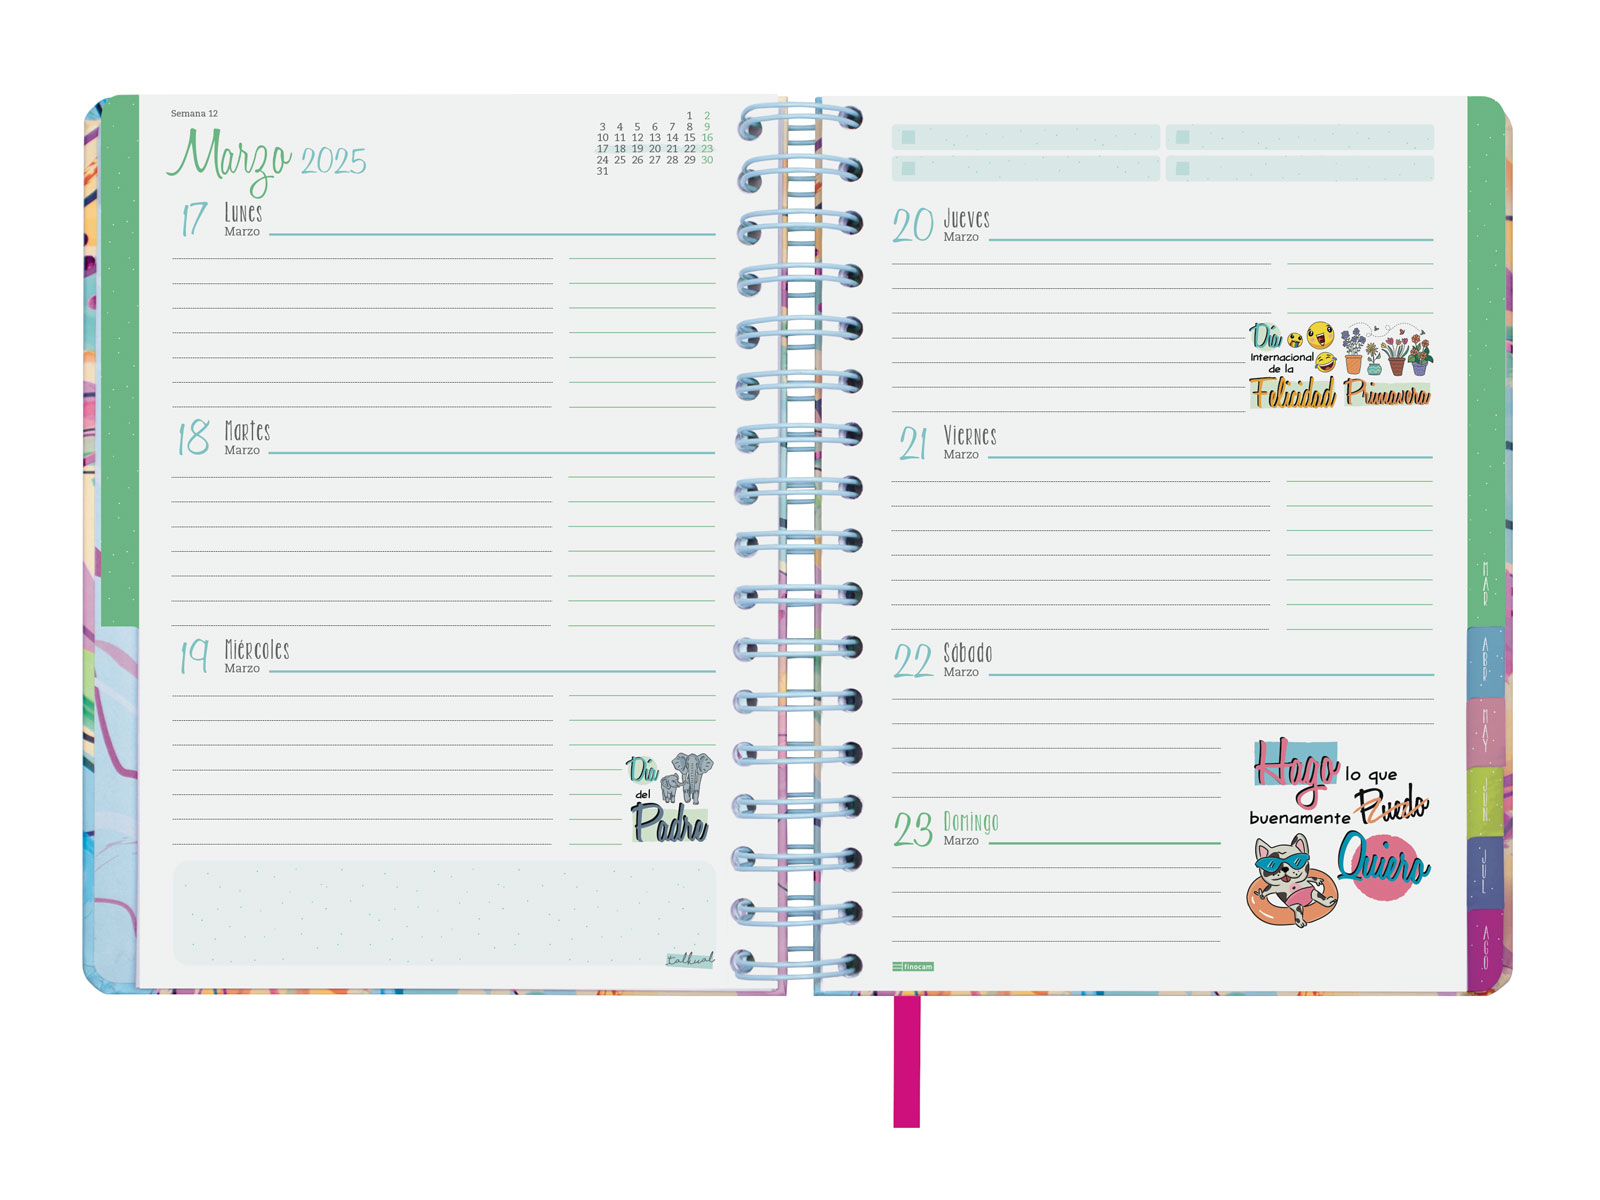 Semana 12
Marzo 2025
1 2
3 4 5 6 7 8 9
10 11 12 13 14 15 16
17 18 19 20 21 22 23
24 25 26 27 28 29 30
31
17 Lunes
Marzo
18 Martes
Marzo
19 Miércoles
Marzo
Día
del
Padre
talkual
20 Jueves
Marzo
Día
Internacional
de la
Felicidad Primavera
21 Viernes
Marzo
22 Sábado
Marzo
Hago lo que
buenamente Puedo
Quiero
23 Domingo
Marzo
finocam
MAR
ABR
MAY
JUN
JUL
AGO